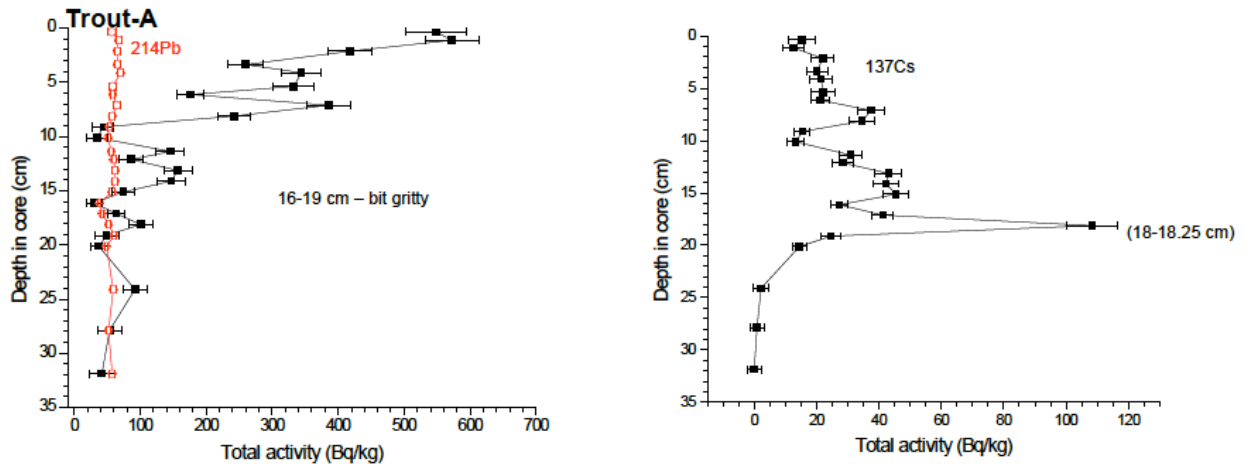 Trout-A
214Pb
0
5
10
15
20
25
30
35
Depth in core (cm)
16-19 cm – bit gritty
0 100 200 300 400 500 600 700
Total activity (Bq/kg)
137Cs
0
5
10
15
20
25
30
35
Depth in core (cm)
(18-18.25 cm)
0 20 40 60 80 100 120
Total activity (Bq/kg)